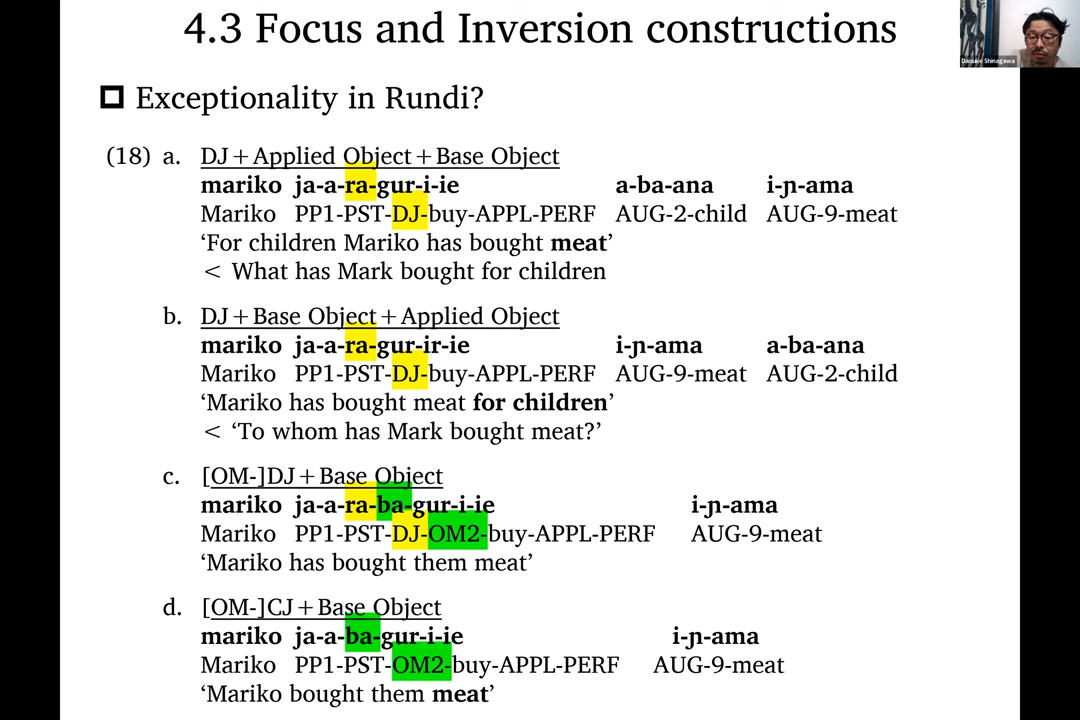 4.3 Focus and Inversion constructions
Daisuke Shinagawa
Exceptionality in Rundi?
(18) a. DJ+Applied Object+Base Object
mariko ja-a-ra-gur-i-ie a-ba-ana i-ɲ-ama
Mariko PP1-PST-DJ-buy-APPL-PERF AUG-2-child AUG-9-meat
‘For children Mariko has bought meat’
< What has Mark bought for children
b. DJ+Base Object+Applied Object
mariko ja-a-ra-gur-ir-ie i-ɲ-ama a-ba-ana
Mariko PP1-PST-DJ-buy-APPL-PERF AUG-9-meat AUG-2-child
‘Mariko has bought meat for children’
< ‘To whom has Mark bought meat?’
c. [OM-]DJ+Base Object
mariko ja-a-ra-ba-gur-i-ie i-ɲ-ama
Mariko PP1-PST-DJ-OM2-buy-APPL-PERF AUG-9-meat
‘Mariko has bought them meat’
d. [OM-]CJ+Base Object
mariko ja-a-ba-gur-i-ie i-ɲ-ama
Mariko PP1-PST-OM2-buy-APPL-PERF AUG-9-meat
‘Mariko bought them meat’